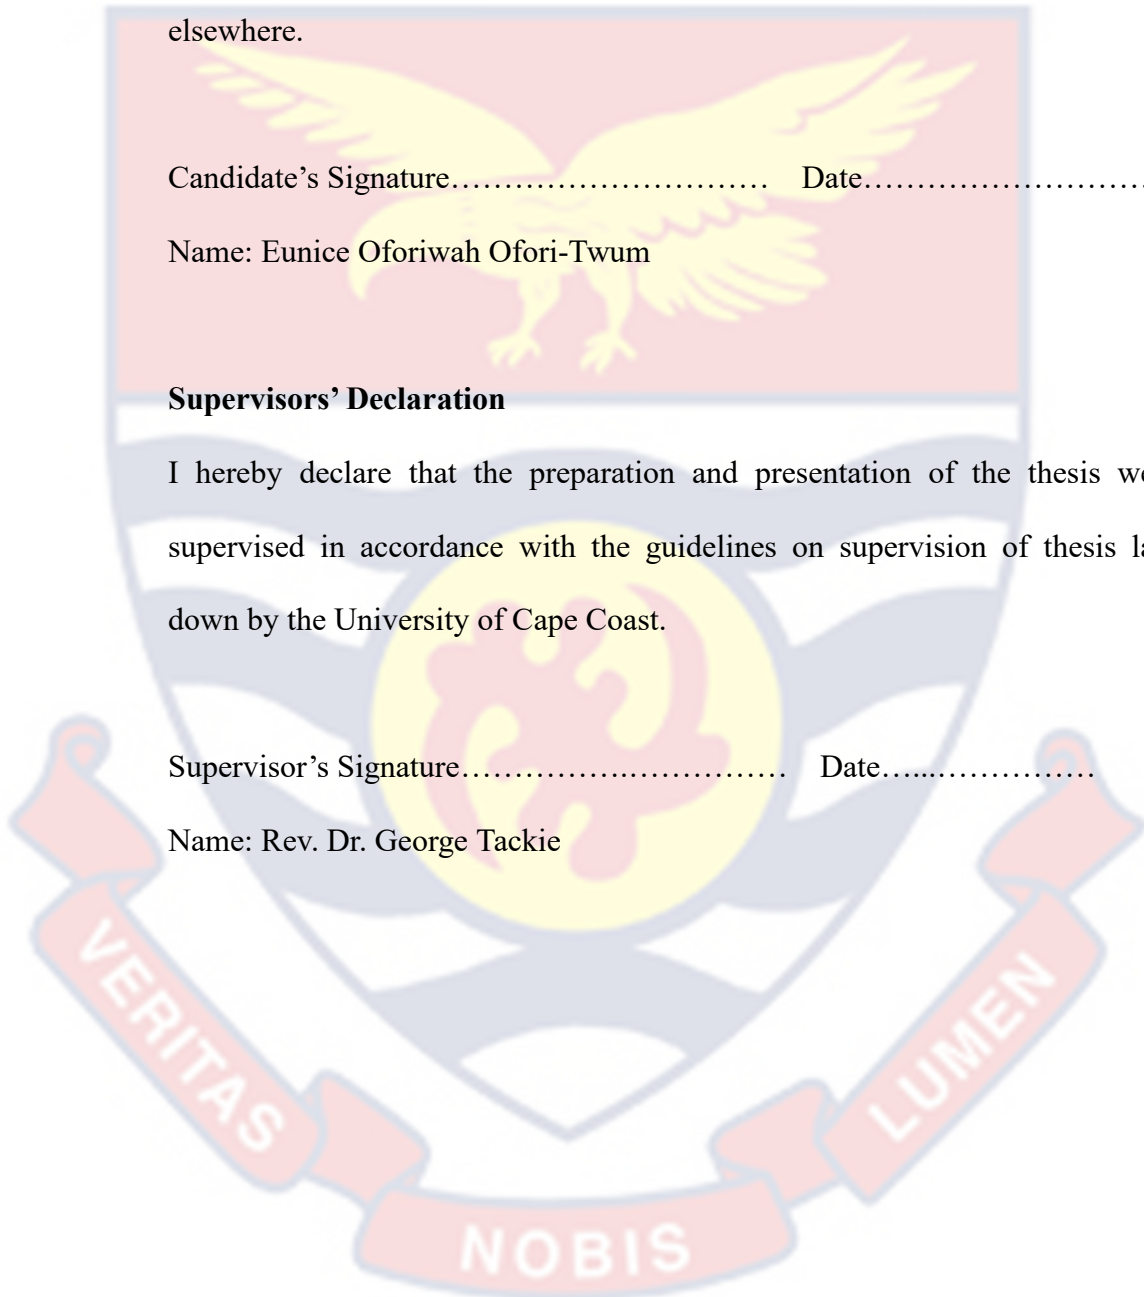 elsewhere.
Candidate’s Signature………………………… Date………………………
Name: Eunice Oforiwah Ofori-Twum
Supervisors’ Declaration
I hereby declare that the preparation and presentation of the thesis
supervised in accordance with the guidelines on supervision of thesis
down by the University of Cape Coast.
Supervisor’s Signature…………….…………… Date…...……………
Name: Rev. Dr. George Tackie
VERITAS
NOBIS
LUMEN